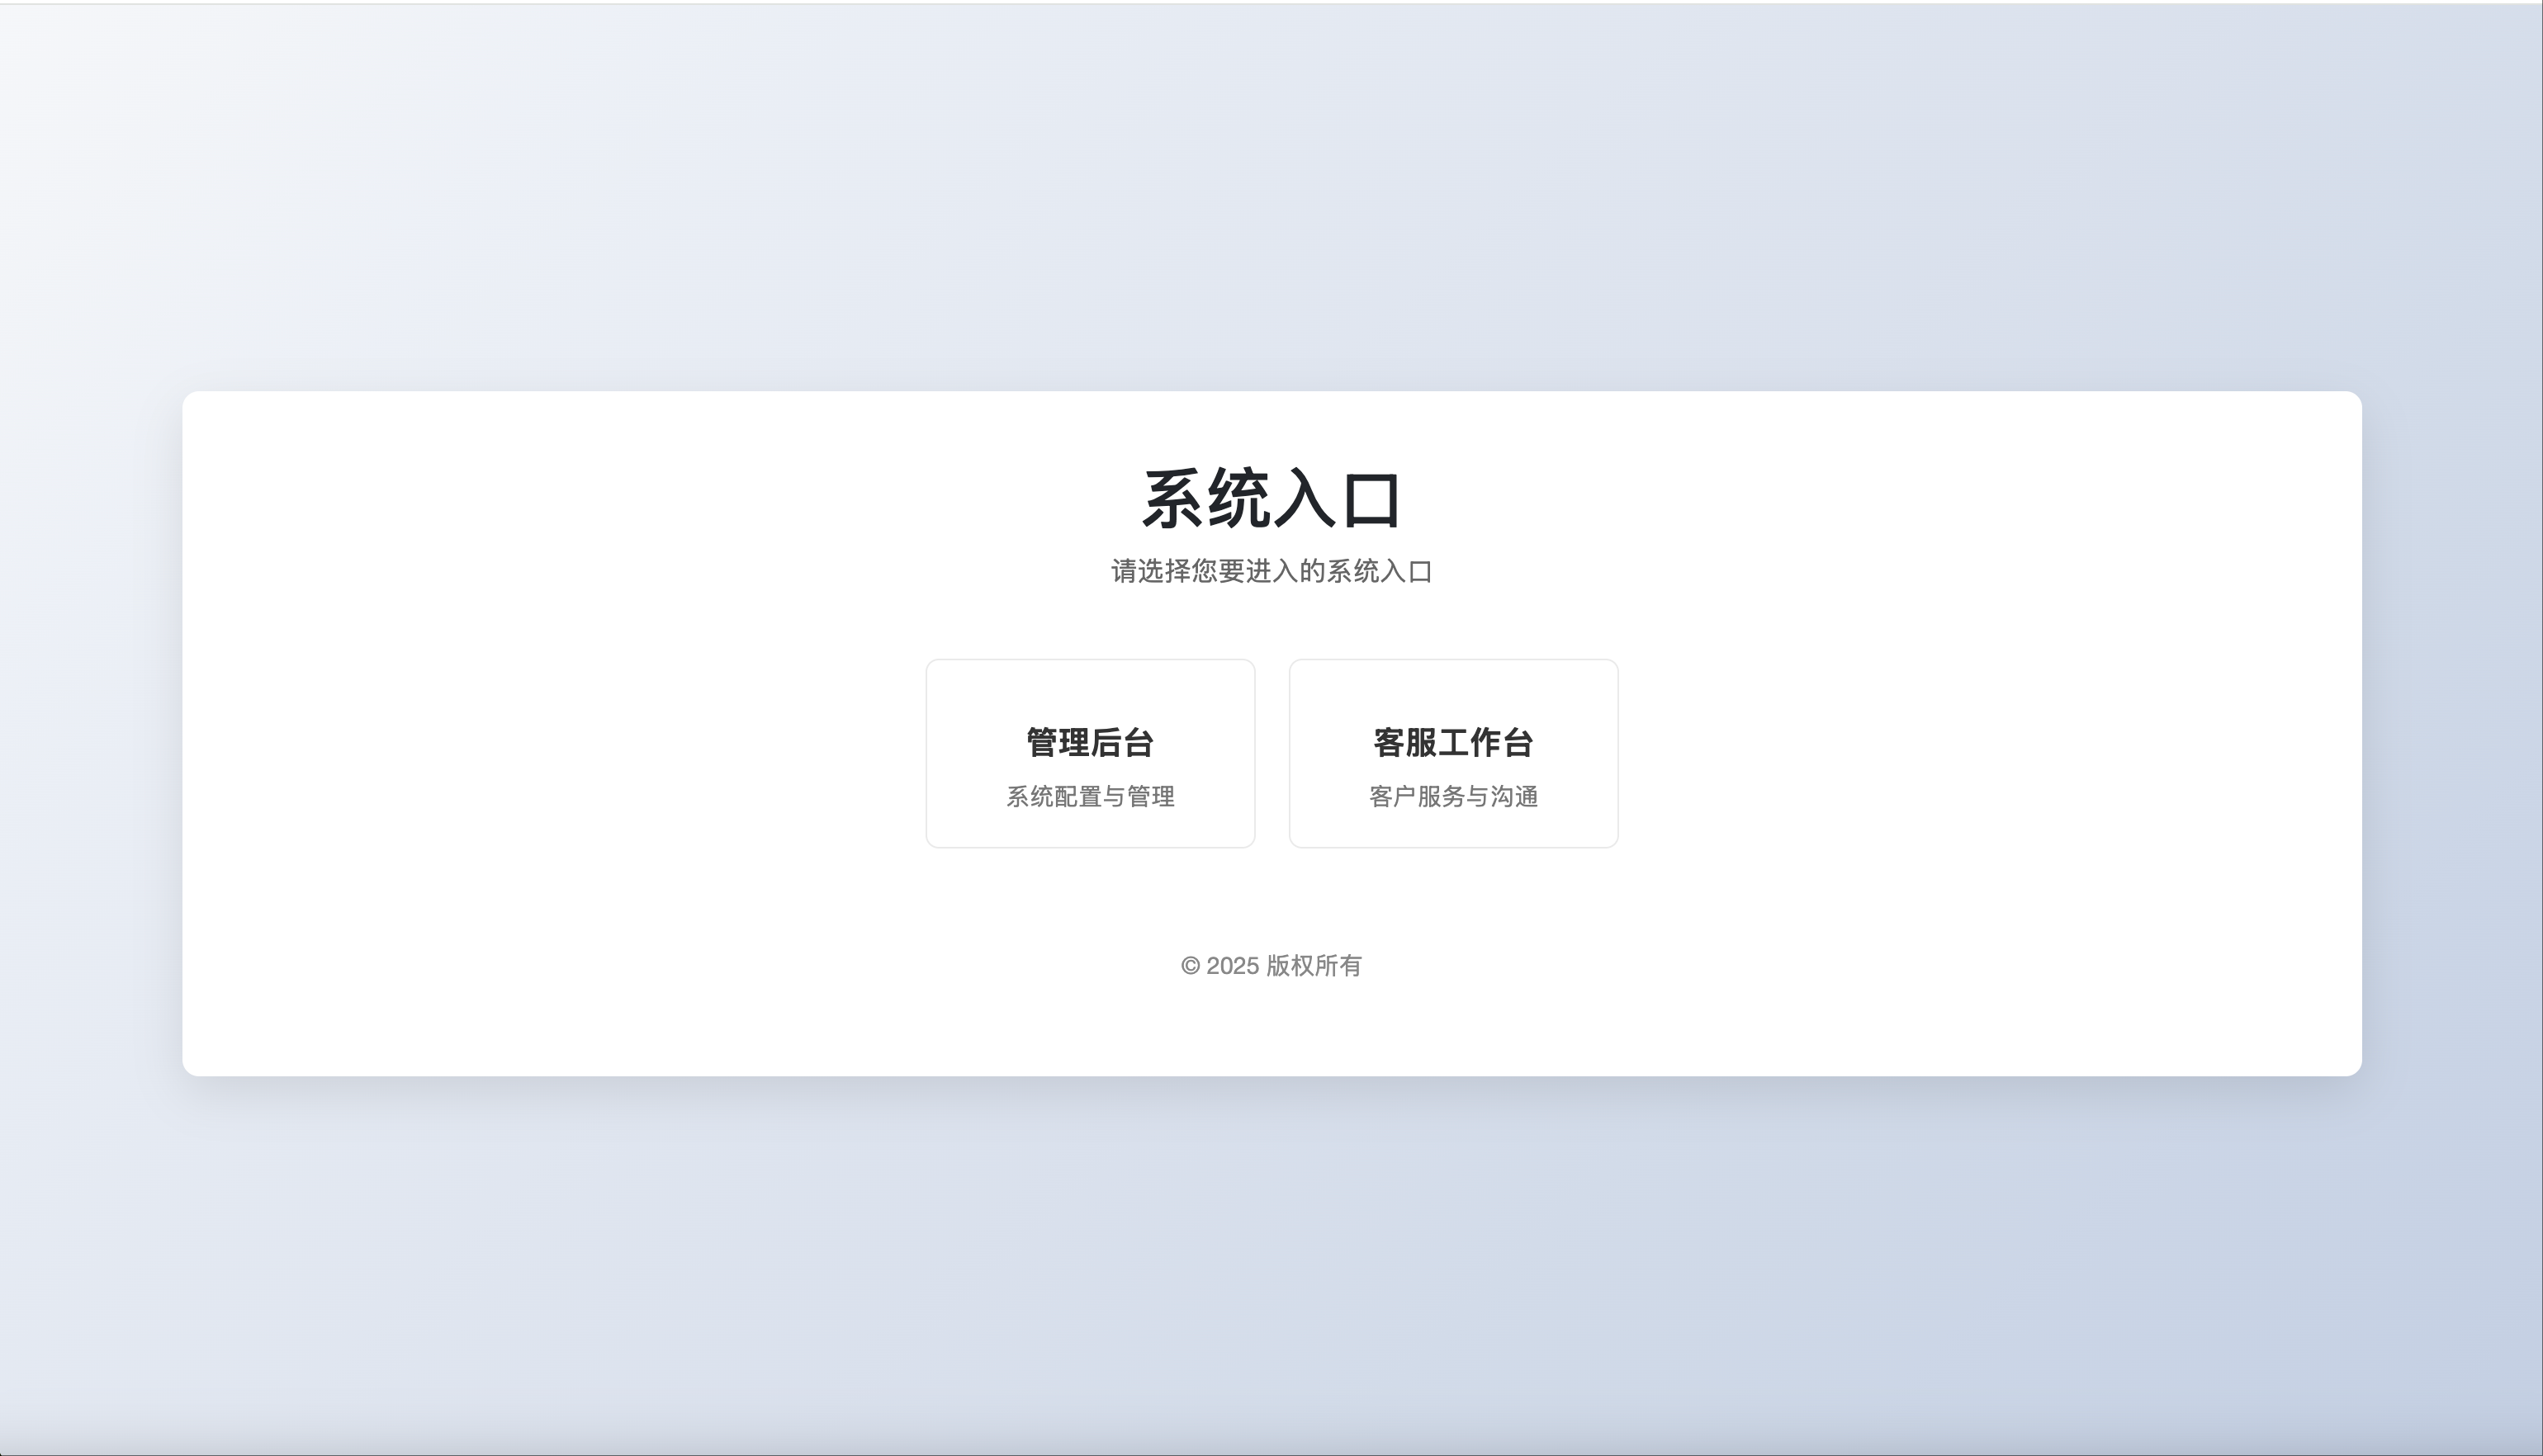 系统入口
请选择您要进入的系统入口
管理后台
系统配置与管理
客服工作台
客户服务与沟通
© 2025 版权所有